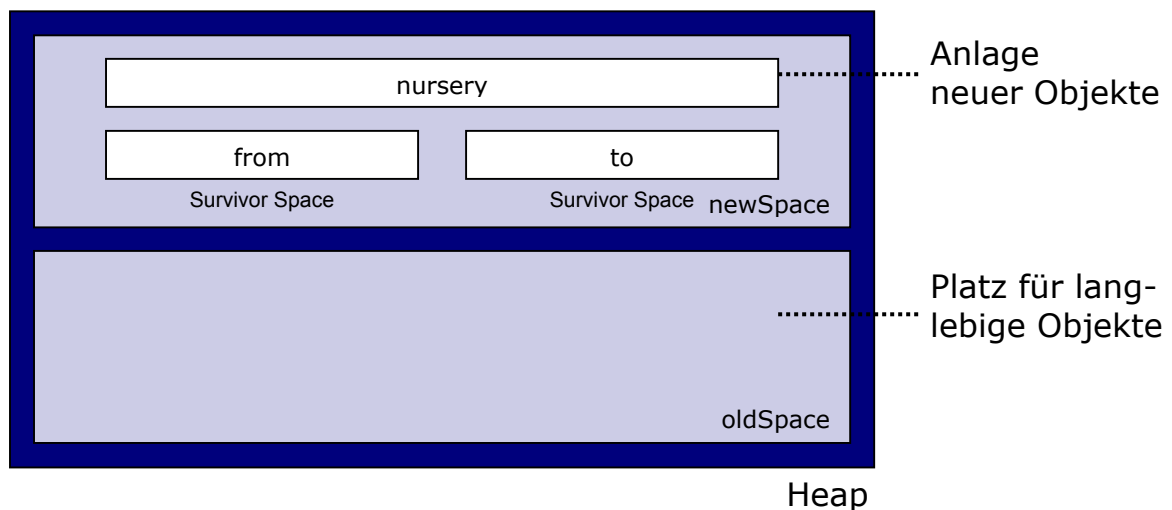 Anlage
neuer Objekte
nursery
from
to
Survivor Space
Survivor Space
newSpace
Platz für lang-
lebige Objekte
oldSpace
Heap